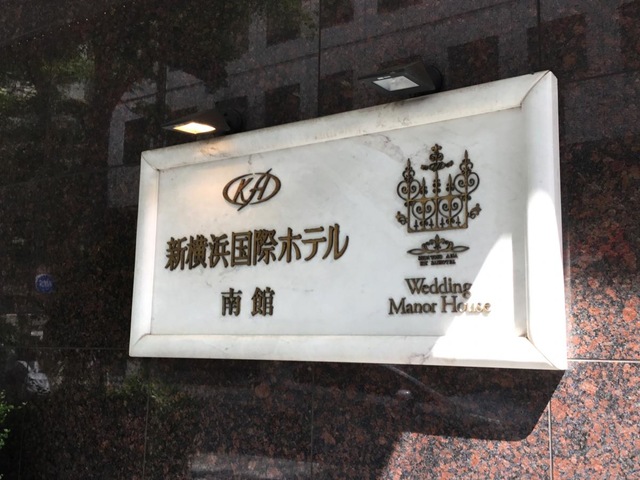 KH
新横浜国際ホテル
南館
Wedding
Manor House